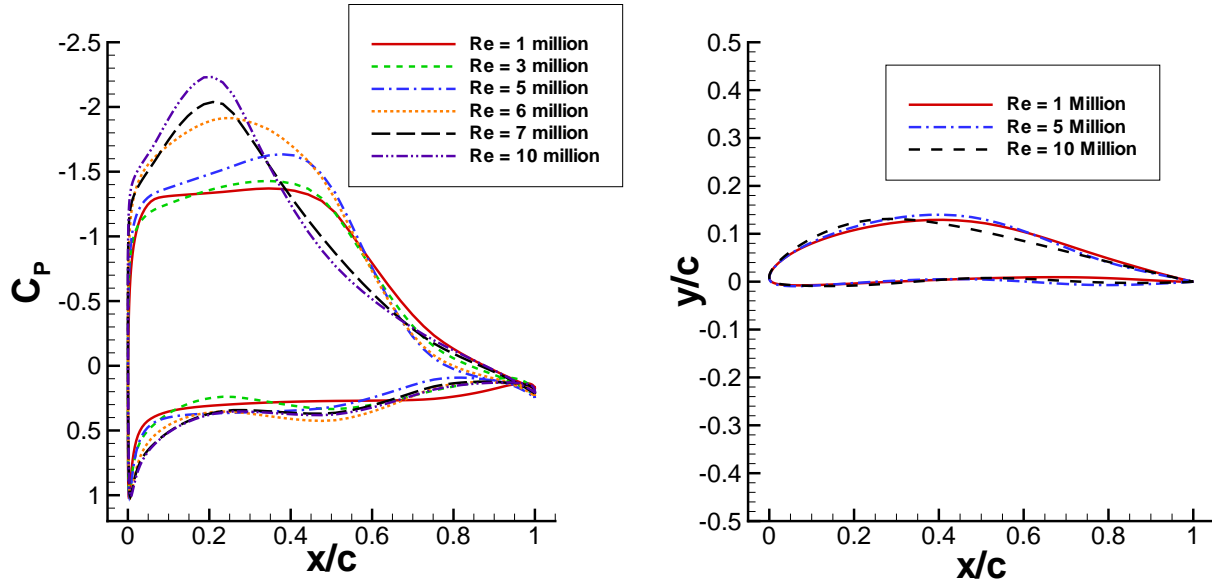 -2.5
-2
-1.5
-1
-0.5
0
0.5
1
C_P
0 0.2 0.4 0.6 0.8 1
x/c
Re = 1 million
Re = 3 million
Re = 5 million
Re = 6 million
Re = 7 million
Re = 10 million
0.5
0.4
0.3
0.2
0.1
0
-0.1
-0.2
-0.3
-0.4
-0.5
y/c
0 0.2 0.4 0.6 0.8 1
x/c
Re = 1 Million
Re = 5 Million
Re = 10 Million